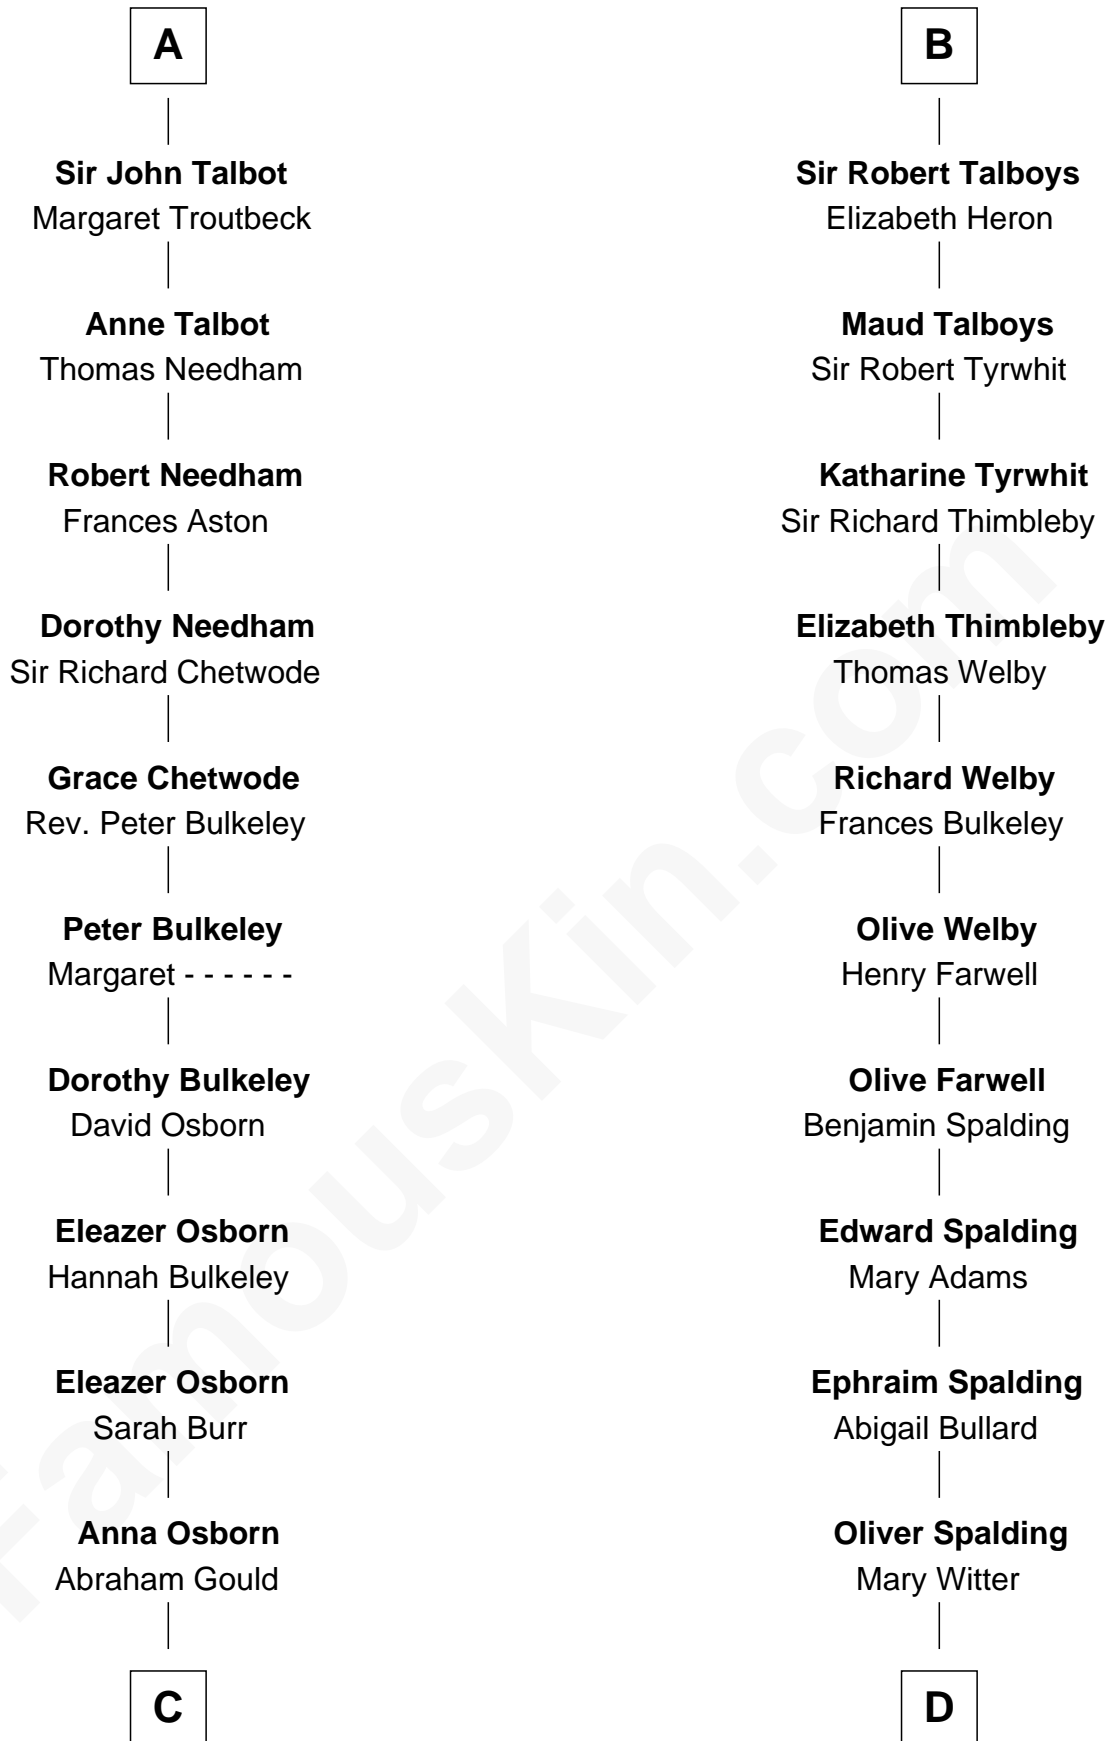 A
Sir John Talbot
Margaret Troutbeck
Anne Talbot
Thomas Needham
Robert Needham
Frances Aston
Dorothy Needham
Sir Richard Chetwode
Grace Chetwode
Rev. Peter Bulkeley
Peter Bulkeley
Margaret - - - - - -
Dorothy Bulkeley
David Osborn
Eleazer Osborn
Hannah Bulkeley
Eleazer Osborn
Sarah Burr
Anna Osborn
Abraham Gould
C
B
Sir Robert Talboys
Elizabeth Heron
Maud Talboys
Sir Robert Tyrwhit
Katharine Tyrwhit
Sir Richard Thimbleby
Elizabeth Thimbleby
Thomas Welby
Richard Welby
Frances Bulkeley
Olive Welby
Henry Farwell
Olive Farwell
Benjamin Spalding
Edward Spalding
Mary Adams
Ephraim Spalding
Abigail Bullard
Oliver Spalding
Mary Witter
D
FamousKin.com